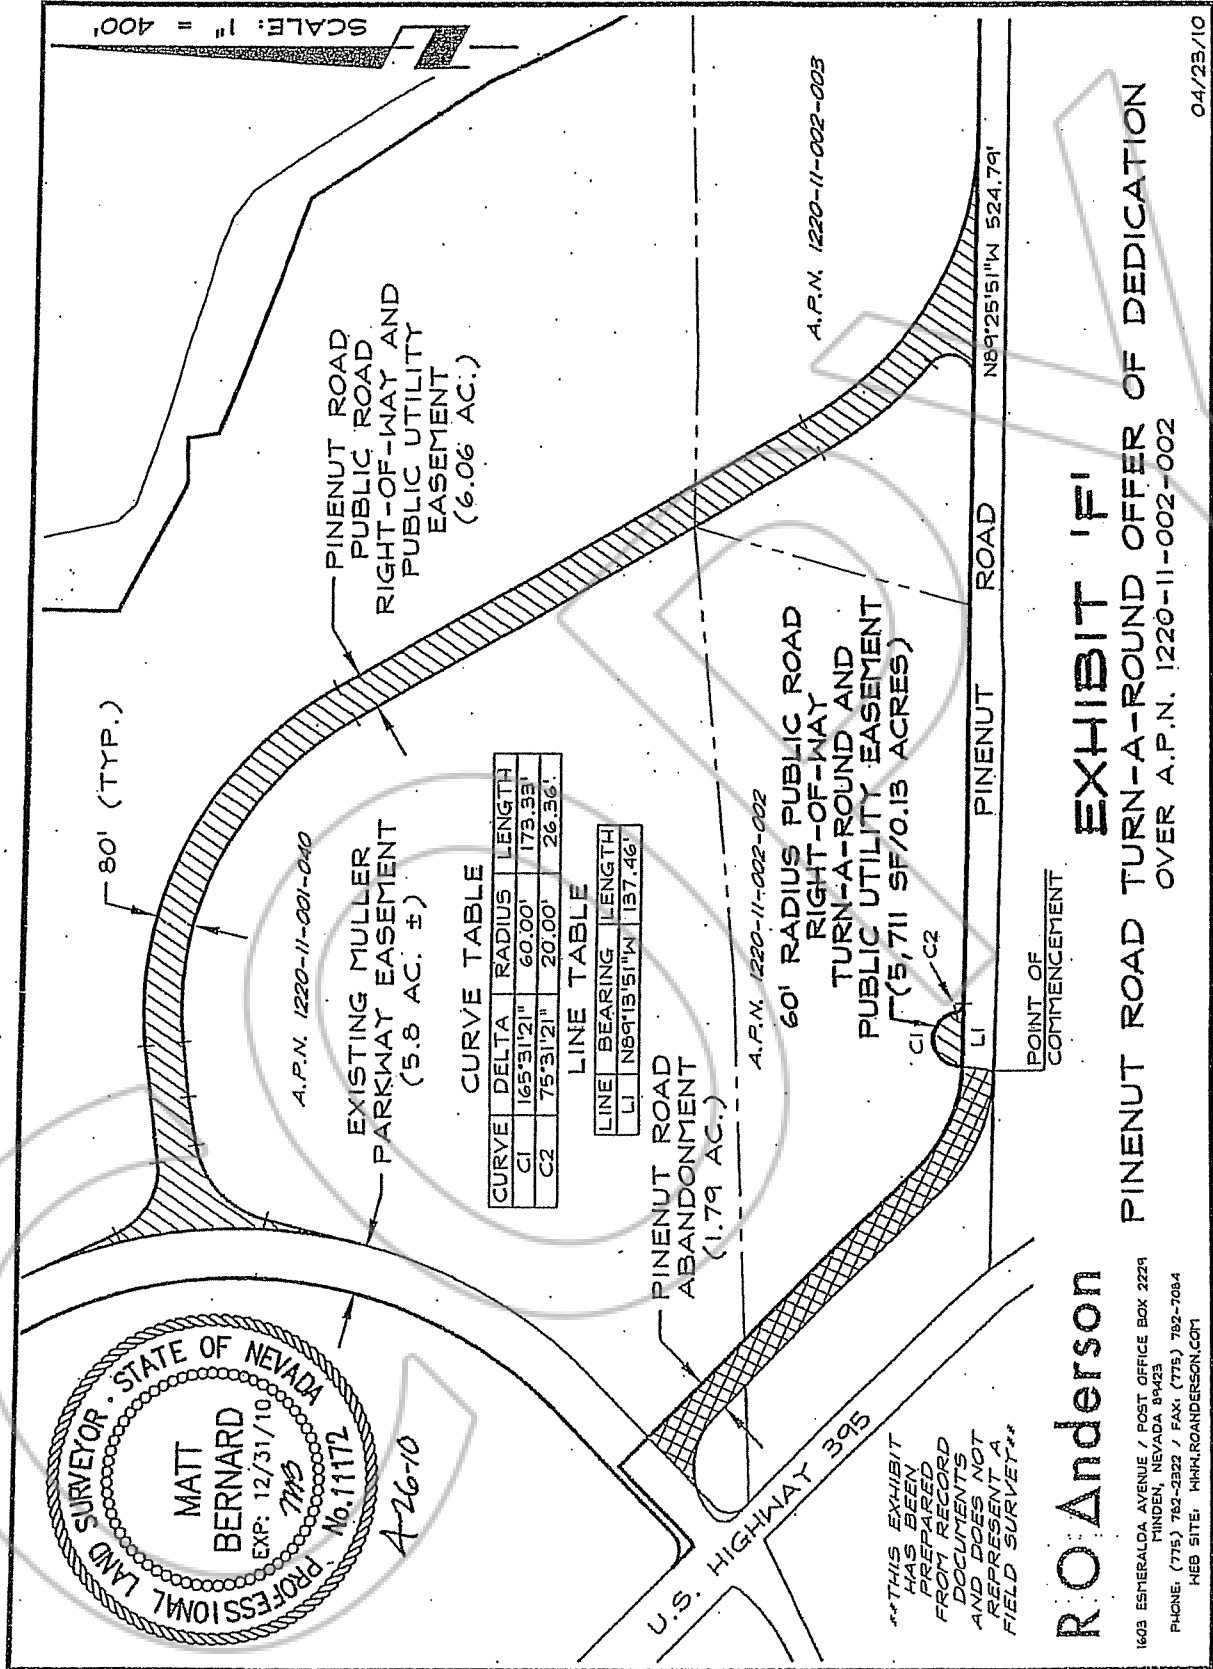 SCALE: 1" = 400'
80' (TYP.)
PINENUT ROAD
PUBLIC ROAD
RIGHT-OF-WAY AND
PUBLIC UTILITY
EASEMENT
(6.06 AC.)
A.P.N. 1220-11-001-040
EXISTING MULLER
PARKWAY EASEMENT
(5.8 AC. ±)
CURVE TABLE
CURVE DELTA RADIUS LENGTH
C1 165°31'21" 60.00' 173.33'
C2 75°31'21" 20.00' 26.36'
LINE TABLE
LINE BEARING LENGTH
L1 N89°13'51"W 137.46'
A.P.N. 1220-11-002-003
A.P.N. 1220-11-002-002
PINENUT ROAD
ABANDONMENT
(1.79 AC.)
60' RADIUS PUBLIC ROAD
RIGHT-OF-WAY
TURN-A-ROUND AND
PUBLIC UTILITY EASEMENT
(5,711 SF/0.13 ACRES)
C1
C2
L1
PINENUT ROAD
N89°25'51"W 524.79'
POINT OF
COMMENCEMENT
U.S. HIGHWAY 395
PROFESSIONAL LAND SURVEYOR · STATE OF NEVADA
MATT
BERNARD
EXP: 12/31/10
MB
No. 11172
4-26-10
**THIS EXHIBIT
HAS BEEN
PREPARED
FROM RECORD
DOCUMENTS
AND DOES NOT
REPRESENT A
FIELD SURVEY**
R O Anderson
1603 ESMERALDA AVENUE / POST OFFICE BOX 2229
MINDEN, NEVADA 89423
PHONE: (775) 782-2322 / FAX: (775) 782-7084
WEB SITE: WWW.ROANDERSON.COM
EXHIBIT 'F'
PINENUT ROAD TURN-A-ROUND OFFER OF DEDICATION
OVER A.P.N. 1220-11-002-002
04/23/10
COPY